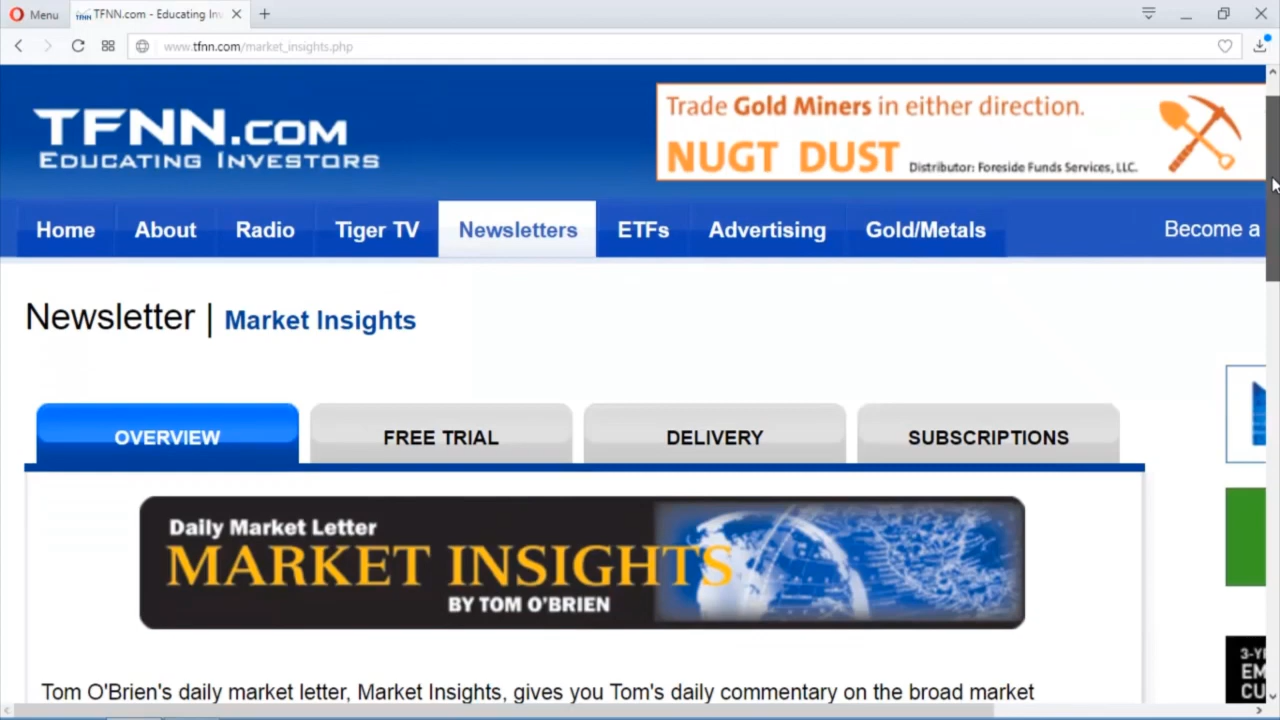 Menu
TFNN.com - Educating In
www.tfnn.com/market_insights.php
TFNN.COM
EDUCATING INVESTORS
Trade Gold Miners in either direction.
NUGT DUST Distributor: Foreside Funds Services, LLC.
Home About Radio Tiger TV Newsletters ETFs Advertising Gold/Metals Become a
Newsletter | Market Insights
OVERVIEW FREE TRIAL DELIVERY SUBSCRIPTIONS
Daily Market Letter
MARKET INSIGHTS
BY TOM O'BRIEN
3-Y
EM
CU
Tom O'Brien's daily market letter, Market Insights, gives you Tom's daily commentary on the broad market